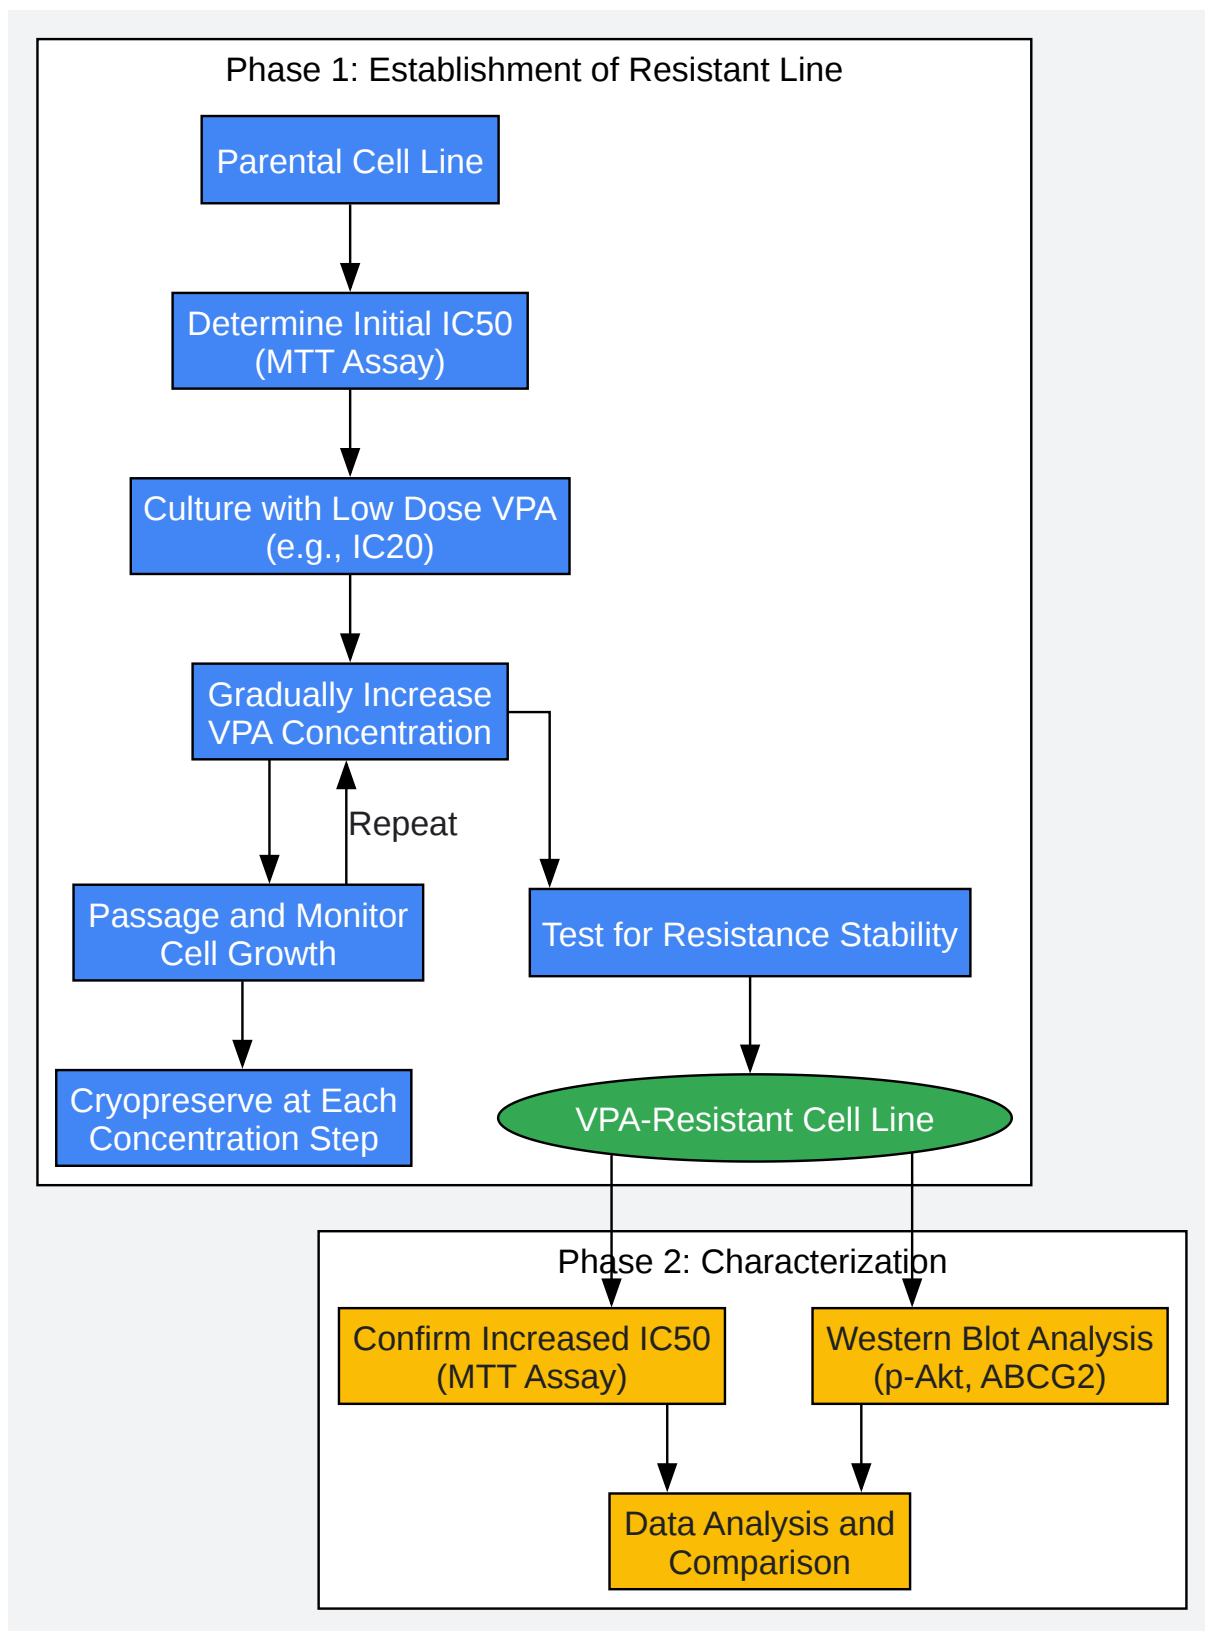 Phase 1: Establishment of Resistant Line
Parental Cell Line
Determine Initial IC50
(MTT Assay)
Culture with Low Dose VPA
(e.g., IC20)
Gradually Increase
VPA Concentration
Repeat
Passage and Monitor
Cell Growth
Test for Resistance Stability
Cryopreserve at Each
Concentration Step
VPA-Resistant Cell Line
Phase 2: Characterization
Confirm Increased IC50
(MTT Assay)
Western Blot Analysis
(p-Akt, ABCG2)
Data Analysis and
Comparison